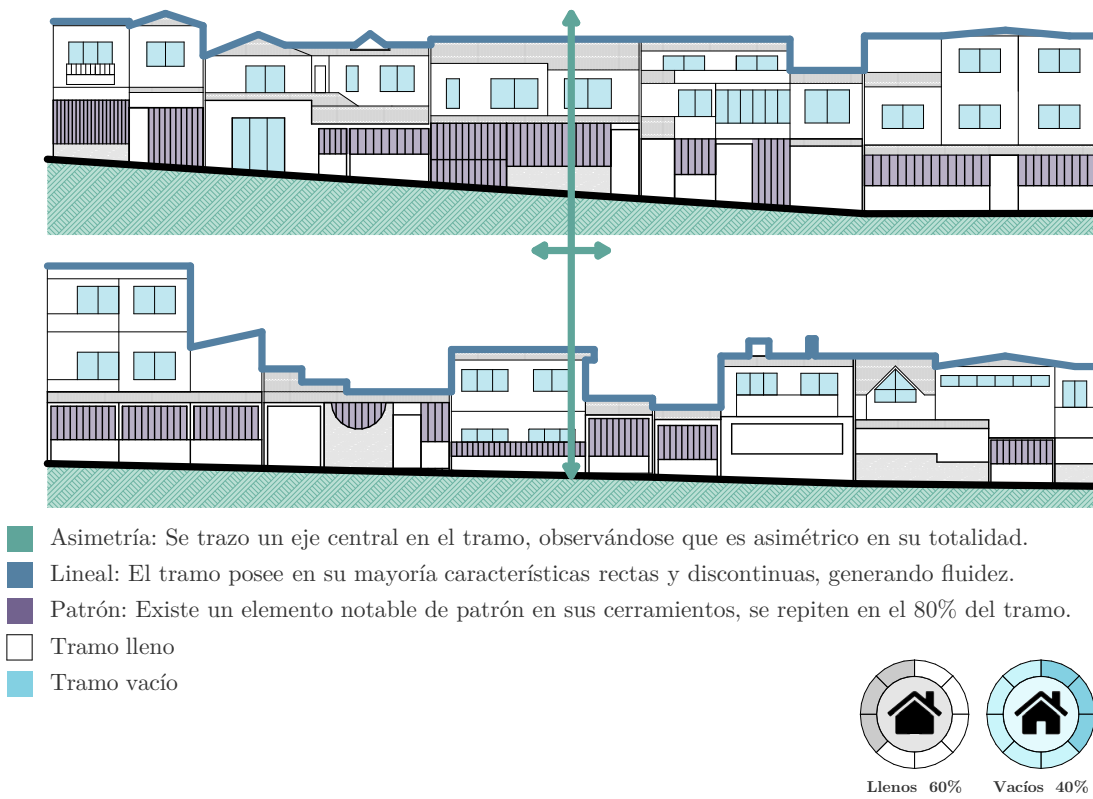 Asimetría: Se trazo un eje central en el tramo, observándose que es asimétrico en su totalidad.
Lineal: El tramo posee en su mayoría características rectas y discontinuas, generando fluidez.
Patrón: Existe un elemento notable de patrón en sus cerramientos, se repiten en el 80% del tramo.
Tramo lleno
Tramo vacío
Llenos 60% Vacíos 40%